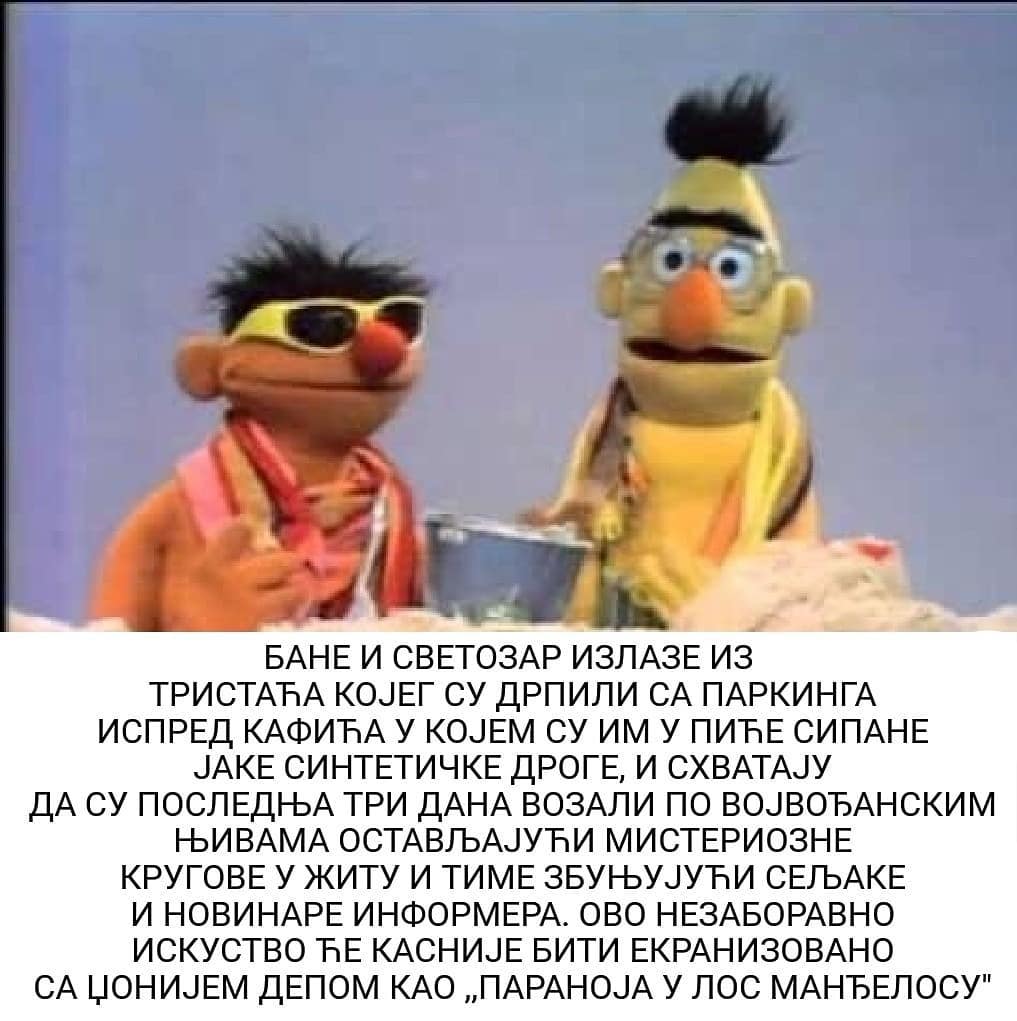 БАНЕ И СВЕТОЗАР ИЗЛАЗЕ ИЗ
ТРИСТАЋА КОЈЕГ СУ ДРПИЛИ СА ПАРКИНГА
ИСПРЕД КАФИЋА У КОЈЕМ СУ ИМ У ПИЋЕ СИПАНЕ
ЈАКЕ СИНТЕТИЧКЕ ДРОГЕ, И СХВАТАЈУ
ДА СУ ПОСЛЕДЊА ТРИ ДАНА ВОЗАЛИ ПО ВОЈВОЂАНСКИМ
ЊИВАМА ОСТАВЉАЈУЋИ МИСТЕРИОЗНЕ
КРУГОВЕ У ЖИТУ И ТИМЕ ЗБУЊУЈУЋИ СЕЉАКЕ
И НОВИНАРЕ ИНФОРМЕРА. ОВО НЕЗАБОРАВНО
ИСКУСТВО ЋЕ КАСНИЈЕ БИТИ ЕКРАНИЗОВАНО
СА ЏОНИЈЕМ ДЕПОМ КАО „ПАРАНОЈА У ЛОС МАНЂЕЛОСУ"